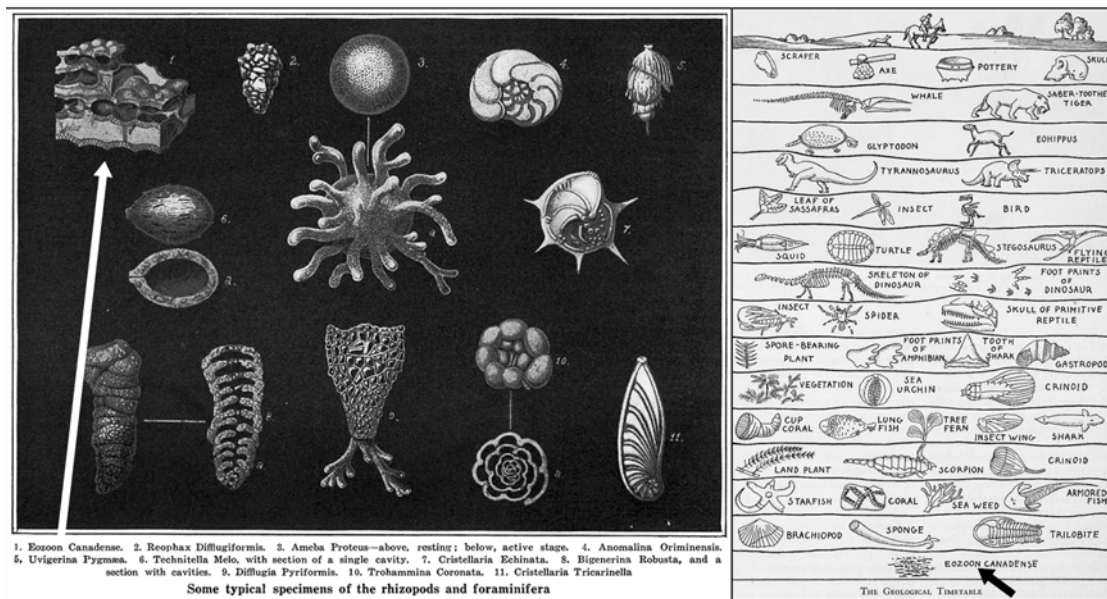 1. 2. 3. 4. 5.
6. 7.
a.
10.
9. 11.
1. Eozoon Canadense. 2. Reophax Difflugiformis. 3. Ameba Proteus—above, resting; below, active stage. 4. Anomalina Oriminensis.
5, Uvigerina Pygmæa. 6. Technitella Melo, with section of a single cavity. 7. Cristellaria Echinata. 8. Bigenerina Robusta, and a
section with cavities. 9. Difflugia Pyriformis. 10. Trohammina Coronata. 11. Cristellaria Tricarinella
Some typical specimens of the rhizopods and foraminifera
SCRAPER AXE POTTERY SKULL
WHALE SABER-TOOTHED
TIGER
GLYPTODON EOHIPPUS
TYRANNOSAURUS TRICERATOPS
LEAF OF
SASSAFRAS INSECT BIRD
SQUID TURTLE STEGOSAURUS FLYING
REPTILE
SKELETON OF
DINOSAUR FOOT PRINTS
OF
DINOSAUR
INSECT SPIDER SKULL OF PRIMITIVE
REPTILE
SPORE-BEARING
PLANT FOOT PRINTS
OF
AMPHIBIAN TOOTH
OF
SHARK GASTROPOD
VEGETATION SEA
URCHIN CRINOID
CUP
CORAL LUNG
FISH TREE
FERN INSECT WING SHARK
LAND PLANT SCORPION CRINOID
STARFISH CORAL SEA WEED ARMORED
FISH
BRACHIOPOD SPONGE TRILOBITE
EOZOON CANADENSE
THE GEOLOGICAL TIMETABLE